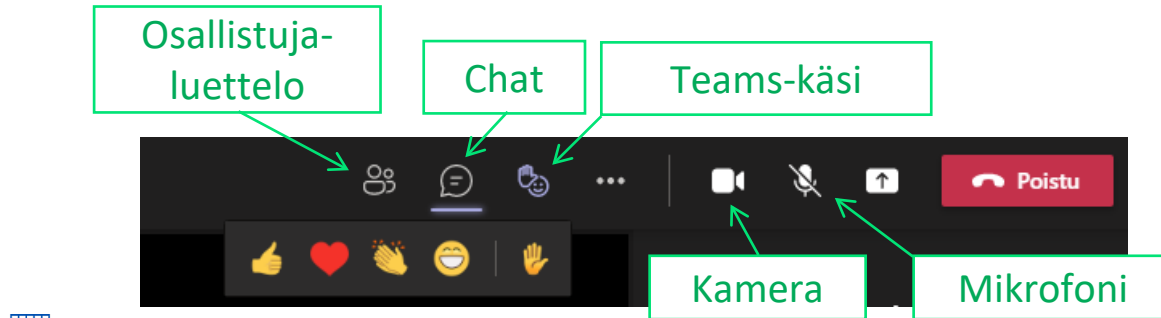 Osallistuja-
luettelo
Chat
Teams-käsi
Poistu
Kamera
Mikrofoni